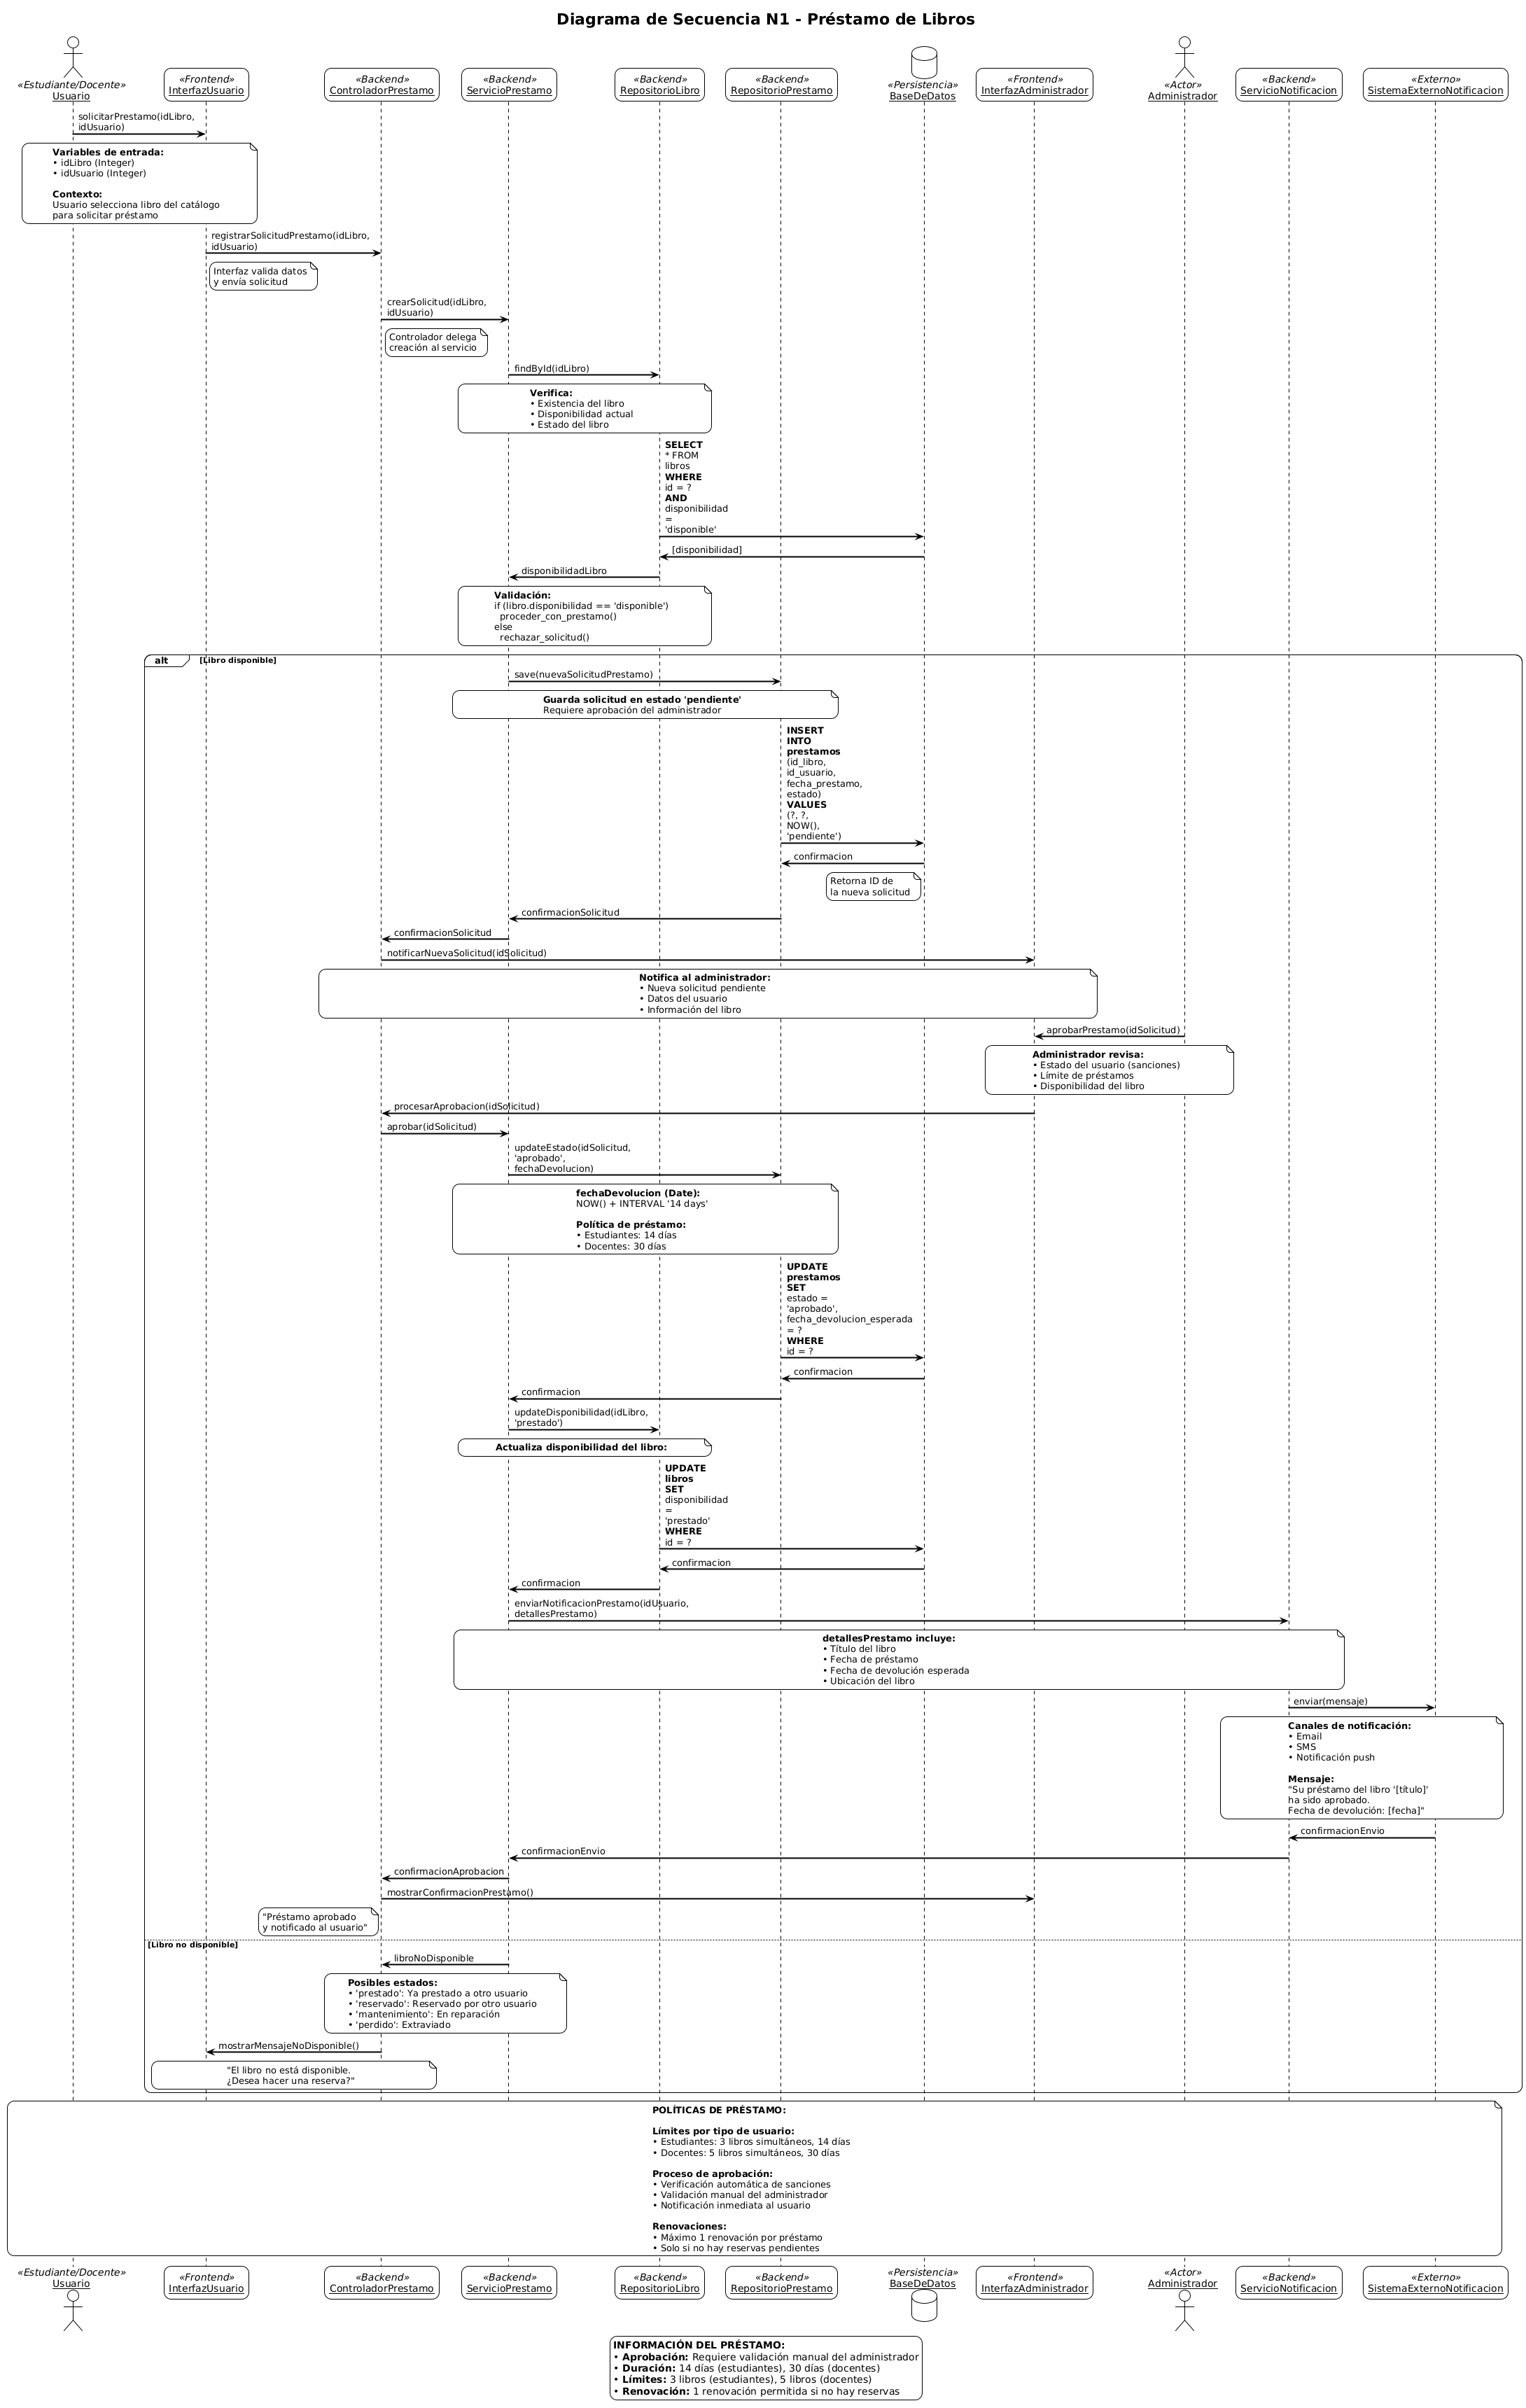 Diagrama de Secuencia N1 - Préstamo de Libros
«Estudiante/Docente»
Usuario
«Frontend»
InterfazUsuario
«Backend»
ControladorPrestamo
«Backend»
ServicioPrestamo
«Backend»
RepositorioLibro
«Backend»
RepositorioPrestamo
«Persistencia»
BaseDeDatos
«Frontend»
InterfazAdministrador
«Actor»
Administrador
«Backend»
ServicioNotificacion
«Externo»
SistemaExternoNotificacion
solicitarPrestamo(idLibro,
idUsuario)
Variables de entrada:
• idLibro (Integer)
• idUsuario (Integer)
Contexto:
Usuario selecciona libro del catálogo
para solicitar préstamo
registrarSolicitudPrestamo(idLibro,
idUsuario)
Interfaz valida datos
y envía solicitud
crearSolicitud(idLibro,
idUsuario)
Controlador delega
creación al servicio
findById(idLibro)
Verifica:
• Existencia del libro
• Disponibilidad actual
• Estado del libro
SELECT
* FROM
libros
WHERE
id = ?
AND
disponibilidad
=
'disponible'
[disponibilidad]
disponibilidadLibro
Validación:
if (libro.disponibilidad == 'disponible')
proceder_con_prestamo()
else
rechazar_solicitud()
alt [Libro disponible]
save(nuevaSolicitudPrestamo)
Guarda solicitud en estado 'pendiente'
Requiere aprobación del administrador
INSERT
INTO
prestamos
(id_libro,
id_usuario,
fecha_prestamo,
estado)
VALUES
(?, ?,
NOW(),
'pendiente')
confirmacion
Retorna ID de
la nueva solicitud
confirmacionSolicitud
confirmacionSolicitud
notificarNuevaSolicitud(idSolicitud)
Notifica al administrador:
• Nueva solicitud pendiente
• Datos del usuario
• Información del libro
aprobarPrestamo(idSolicitud)
Administrador revisa:
• Estado del usuario (sanciones)
• Límite de préstamos
• Disponibilidad del libro
procesarAprobacion(idSolicitud)
aprobar(idSolicitud)
updateEstado(idSolicitud,
'aprobado',
fechaDevolucion)
fechaDevolucion (Date):
NOW() + INTERVAL '14 days'
Política de préstamo:
• Estudiantes: 14 días
• Docentes: 30 días
UPDATE
prestamos
SET
estado =
'aprobado',
fecha_devolucion_esperada
= ?
WHERE
id = ?
confirmacion
confirmacion
updateDisponibilidad(idLibro,
'prestado')
Actualiza disponibilidad del libro:
UPDATE
libros
SET
disponibilidad
=
'prestado'
WHERE
id = ?
confirmacion
confirmacion
enviarNotificacionPrestamo(idUsuario,
detallesPrestamo)
detallesPrestamo incluye:
• Título del libro
• Fecha de préstamo
• Fecha de devolución esperada
• Ubicación del libro
enviar(mensaje)
Canales de notificación:
• Email
• SMS
• Notificación push
Mensaje:
"Su préstamo del libro '[título]'
ha sido aprobado.
Fecha de devolución: [fecha]"
confirmacionEnvio
confirmacionEnvio
confirmacionAprobacion
mostrarConfirmacionPrestamo()
"Préstamo aprobado
y notificado al usuario"
[Libro no disponible]
libroNoDisponible
Posibles estados:
• 'prestado': Ya prestado a otro usuario
• 'reservado': Reservado por otro usuario
• 'mantenimiento': En reparación
• 'perdido': Extraviado
mostrarMensajeNoDisponible()
"El libro no está disponible.
¿Desea hacer una reserva?"
POLÍTICAS DE PRÉSTAMO:
Límites por tipo de usuario:
• Estudiantes: 3 libros simultáneos, 14 días
• Docentes: 5 libros simultáneos, 30 días
Proceso de aprobación:
• Verificación automática de sanciones
• Validación manual del administrador
• Notificación inmediata al usuario
Renovaciones:
• Máximo 1 renovación por préstamo
• Solo si no hay reservas pendientes
«Estudiante/Docente»
Usuario
«Frontend»
InterfazUsuario
«Backend»
ControladorPrestamo
«Backend»
ServicioPrestamo
«Backend»
RepositorioLibro
«Backend»
RepositorioPrestamo
«Persistencia»
BaseDeDatos
«Frontend»
InterfazAdministrador
«Actor»
Administrador
«Backend»
ServicioNotificacion
«Externo»
SistemaExternoNotificacion
INFORMACIÓN DEL PRÉSTAMO:
• Aprobación: Requiere validación manual del administrador
• Duración: 14 días (estudiantes), 30 días (docentes)
• Límites: 3 libros (estudiantes), 5 libros (docentes)
• Renovación: 1 renovación permitida si no hay reservas